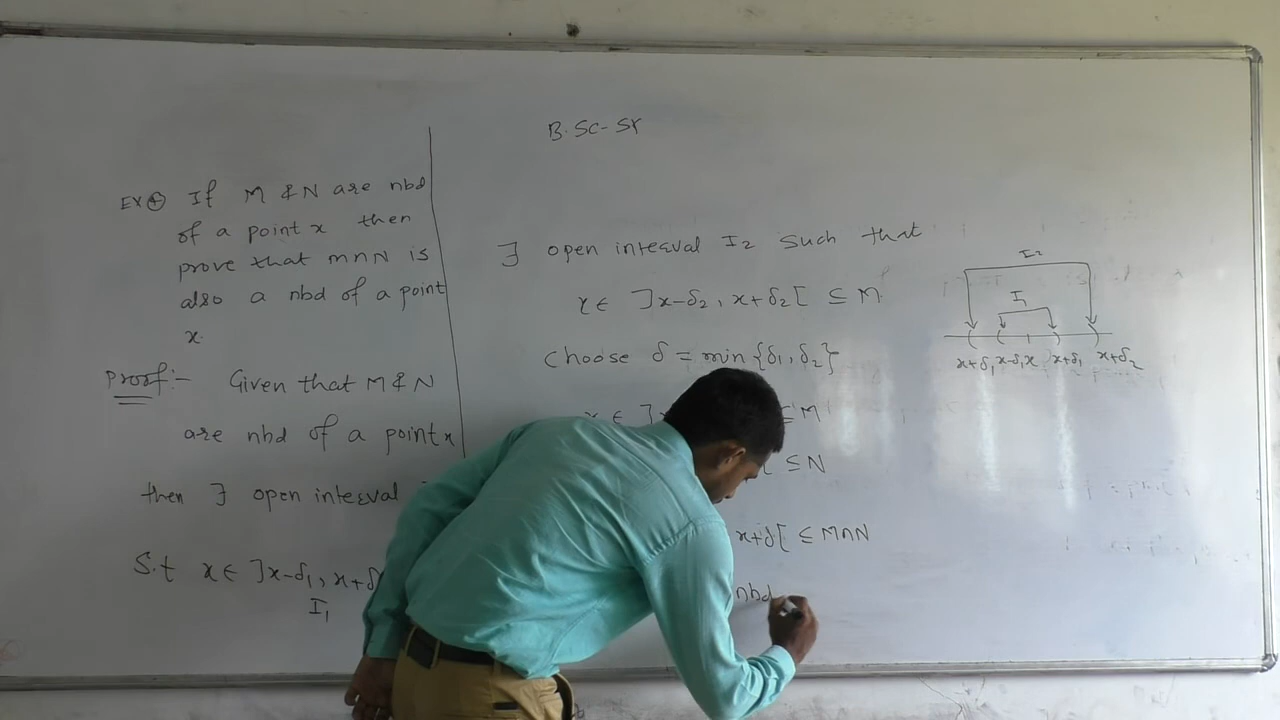 B.SC-SY
EX④ If M & N are nbd
of a point x then
prove that M∩N is
also a nbd of a point
x.
Proof:- Given that M & N
are nbd of a point x
then ∃ open interval
S.t x∈ ]x-δ₁, x+δ
I₁
∃ open interval I₂ such that
x∈ ]x-δ₂, x+δ₂[ ⊆ M
choose δ = min{δ₁, δ₂}
x ∈ ]x ⊆ M
[ ⊆ N
x+δ[ ⊆ M∩N
nbd
I₂
I₁
x+δ₁ x-δ₁ x x+δ₁ x+δ₂